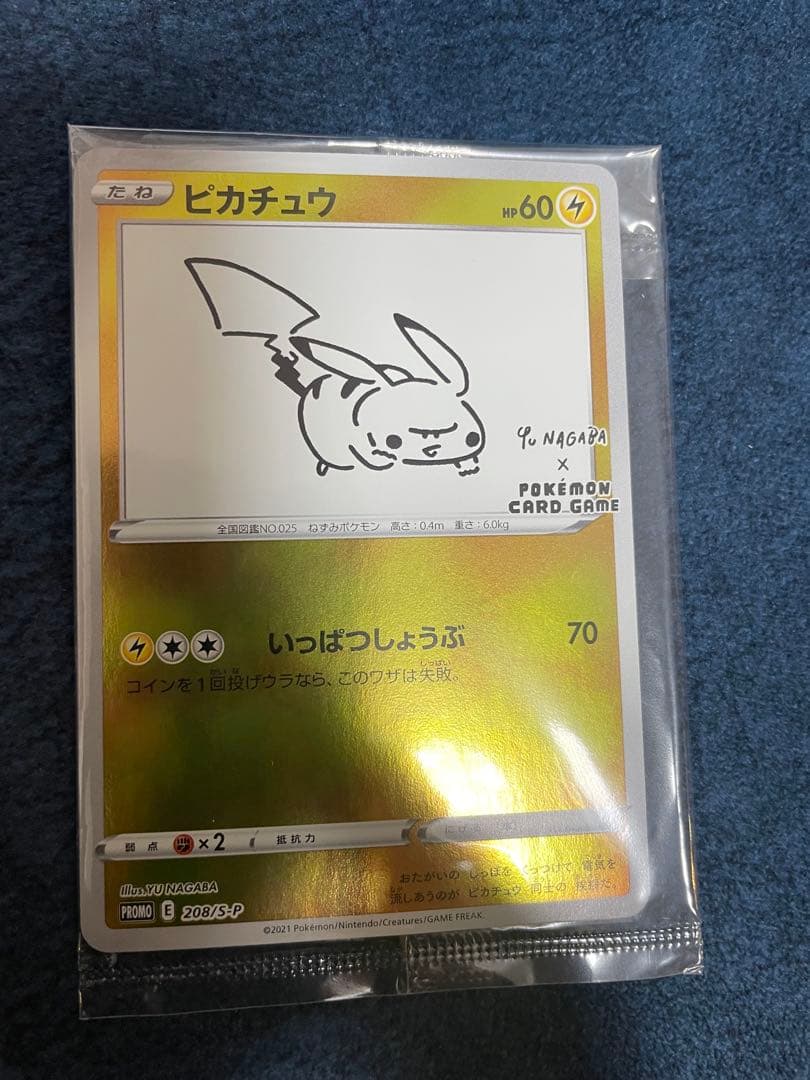 たね ピカチュウ HP60
Yu NAGABA
×
POKÉMON
CARD GAME
全国図鑑NO.025 ねずみポケモン 高さ:0.4m 重さ:6.0kg
いっぱつしょうぶ 70
コインを1回投げウラなら、このワザは失敗。
弱点 ×2 抵抗力 にげる
おたがいの しっぽを くっつけて 電気を
流しあうのが ピカチュウ 同士の 挨拶だ。
Illus.YU NAGABA
PROMO E 208/S-P
©2021 Pokémon/Nintendo/Creatures/GAME FREAK.